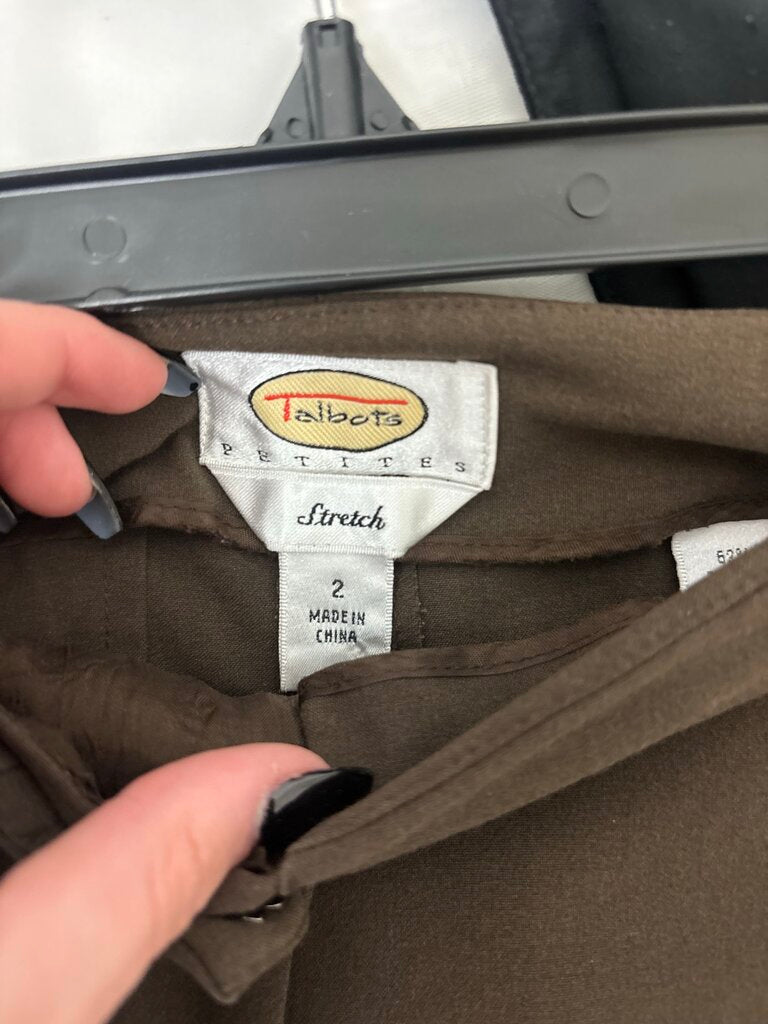 Talbots
PETITES
Stretch
2
MADE IN
CHINA